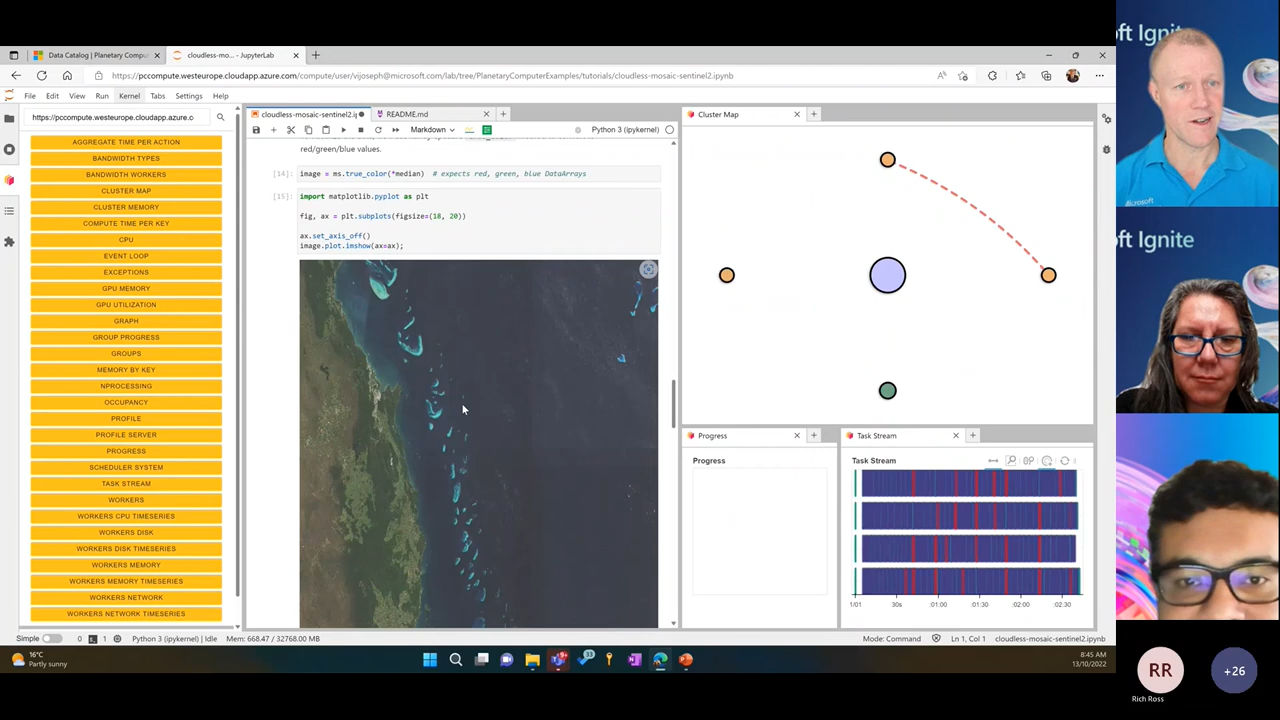 Data Catalog | Planetary Compu
cloudless-mo... - JupyterLab
https://pccompute.westeurope.cloudapp.azure.com/compute/user/vijoseph@microsoft.com/lab/tree/PlanetaryComputerExamples/tutorials/cloudless-mosaic-sentinel2.ipynb
File Edit View Run Kernel Tabs Settings Help
https://pccompute.westeurope.cloudapp.azure.c
AGGREGATE TIME PER ACTION
BANDWIDTH TYPES
BANDWIDTH WORKERS
CLUSTER MAP
CLUSTER MEMORY
COMPUTE TIME PER KEY
CPU
EVENT LOOP
EXCEPTIONS
GPU MEMORY
GPU UTILIZATION
GRAPH
GROUP PROGRESS
GROUPS
MEMORY BY KEY
NPROCESSING
OCCUPANCY
PROFILE
PROFILE SERVER
PROGRESS
SCHEDULER SYSTEM
TASK STREAM
WORKERS
WORKERS CPU TIMESERIES
WORKERS DISK
WORKERS DISK TIMESERIES
WORKERS MEMORY
WORKERS MEMORY TIMESERIES
WORKERS NETWORK
WORKERS NETWORK TIMESERIES
cloudless-mosaic-sentinel2.ip
README.md
Markdown
Python 3 (ipykernel)
red/green/blue values.
[14]: image = ms.true_color(*median) # expects red, green, blue DataArrays
[15]: import matplotlib.pyplot as plt
fig, ax = plt.subplots(figsize=(18, 20))
ax.set_axis_off()
image.plot.imshow(ax=ax);
Cluster Map
Progress
Progress
Task Stream
Task Stream
1/01 30s :01:00 :01:30 :02:00 :02:30
Simple 0 1 Python 3 (ipykernel) | Idle Mem: 668.47 / 32768.00 MB
Mode: Command Ln 1, Col 1 cloudless-mosaic-sentinel2.ipynb
16°C
Partly sunny
33
8:45 AM
13/10/2022
ft Ignite
Microsoft
soft Ignite
RR
Rich Ross
+26